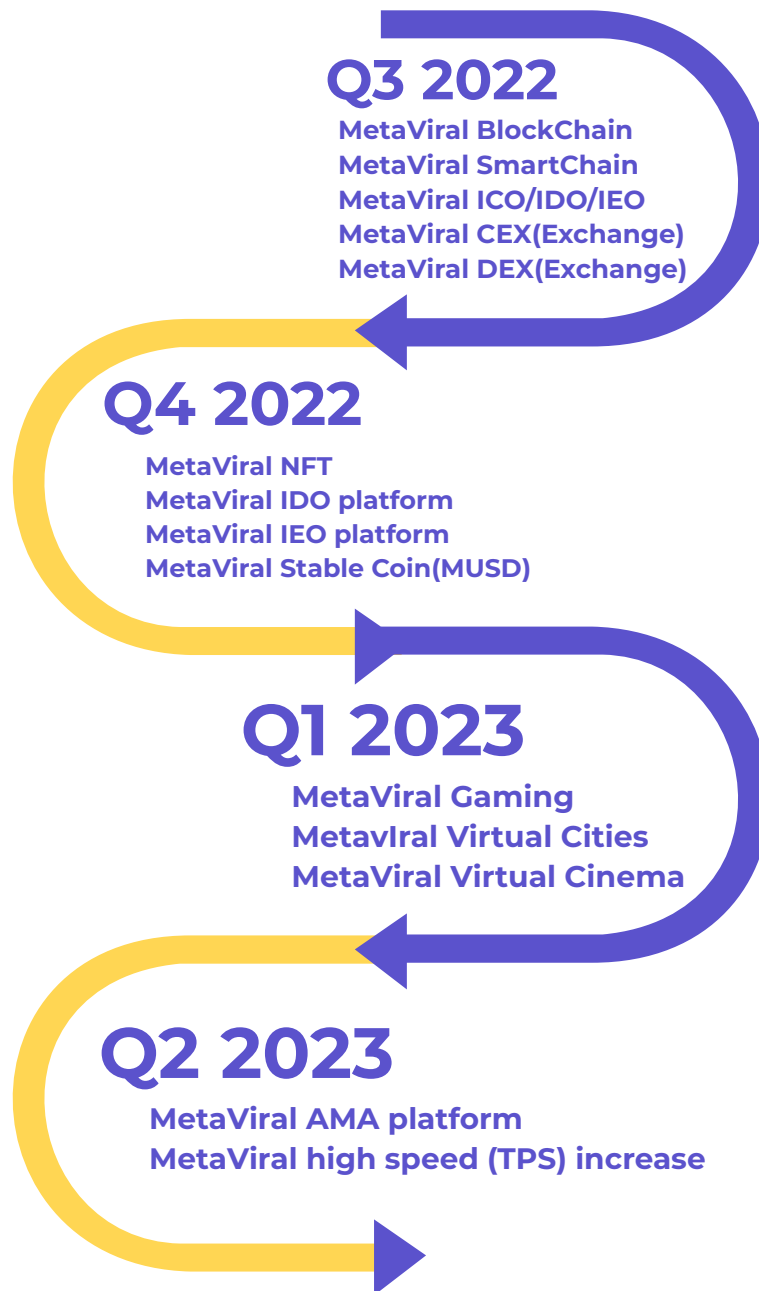 Q3 2022
MetaViral BlockChain
MetaViral SmartChain
MetaViral ICO/IDO/IEO
MetaViral CEX(Exchange)
MetaViral DEX(Exchange)
Q4 2022
MetaViral NFT
MetaViral IDO platform
MetaViral IEO platform
MetaViral Stable Coin(MUSD)
Q1 2023
MetaViral Gaming
MetavIral Virtual Cities
MetaViral Virtual Cinema
Q2 2023
MetaViral AMA platform
MetaViral high speed (TPS) increase